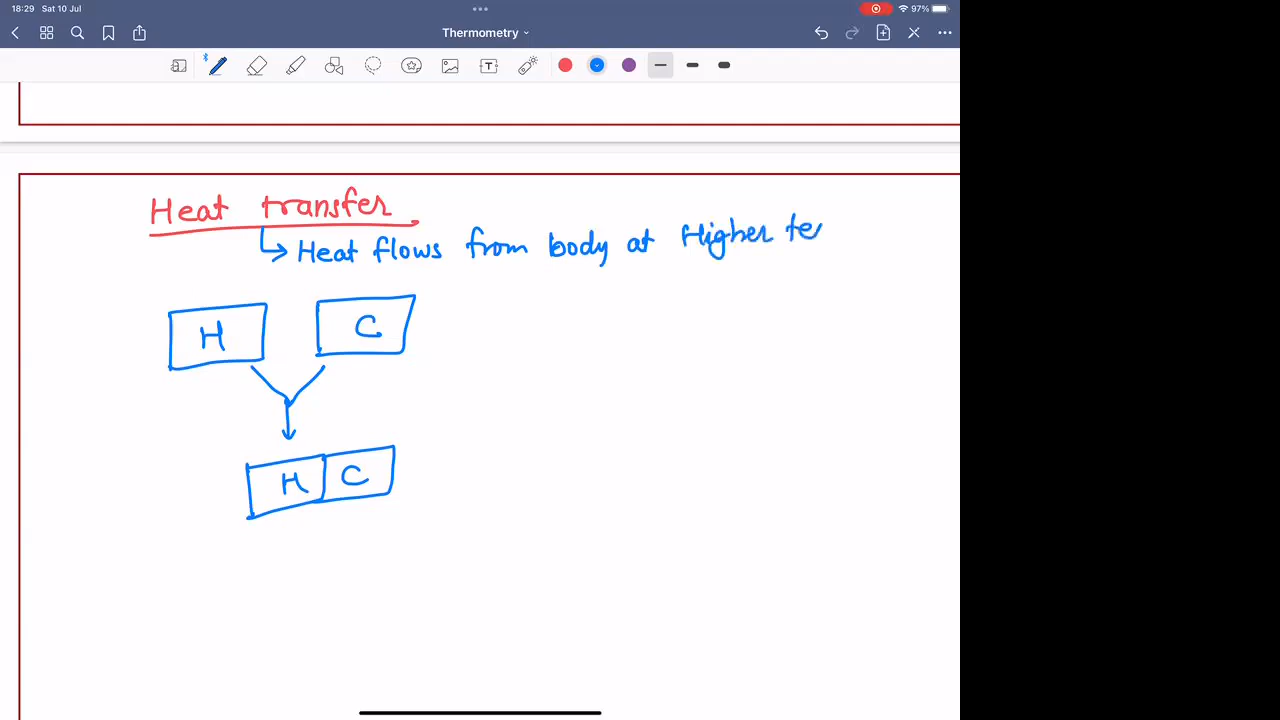 18:29 Sat 10 Jul
97%
Thermometry
T
Heat transfer
Heat flows from body at Higher te
H
C
H C